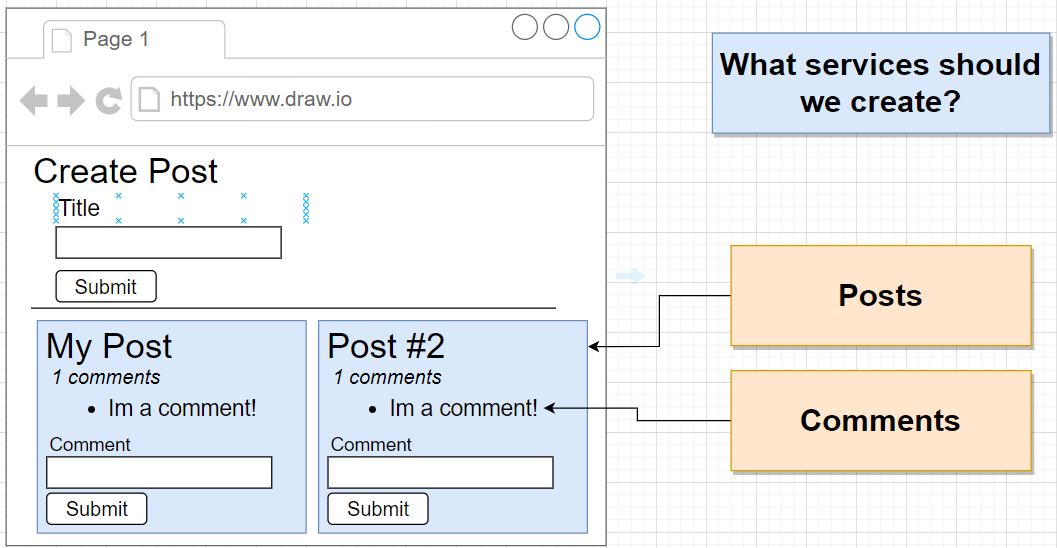 Page 1
https://www.draw.io
What services should
we create?
Create Post
Title
Submit
Posts
My Post
1 comments
Im a comment!
Comment
Submit
Post #2
1 comments
Im a comment!
Comment
Submit
Comments